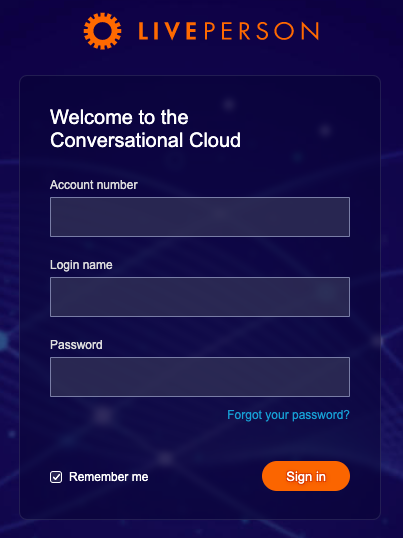 LIVEPERSON
Welcome to the
Conversational Cloud
Account number
Login name
Password
Forgot your password?
Remember me
Sign in